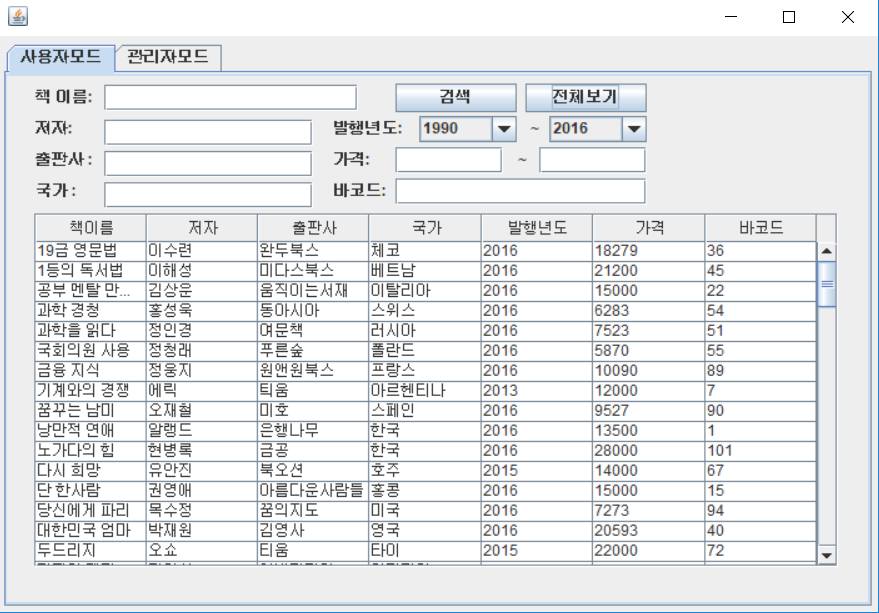 사용자모드 관리자모드
책 이름: 검색 전체보기
저자: 발행년도: 1990 ~ 2016
출판사 : 가격: ~
국가 : 바코드:
책이름 저자 출판사 국가 발행년도 가격 바코드
19금 영문법 이수련 완두북스 체코 2016 18279 36
1등의 독서법 이해성 미다스북스 베트남 2016 21200 45
공부 멘탈 만... 김상운 움직이는서재 이탈리아 2016 15000 22
과학 경청 홍성욱 동아시아 스위스 2016 6283 54
과학을 읽다 정인경 여문책 러시아 2016 7523 51
국회의원 사용 정청래 푸른숲 폴란드 2016 5870 55
금융 지식 정웅지 원앤원북스 프랑스 2016 10090 89
기계와의 경쟁 에릭 틔움 아르헨티나 2013 12000 7
꿈꾸는 남미 오재철 미호 스페인 2016 9527 90
낭만적 연애 알랭드 은행나무 한국 2016 13500 1
노가다의 힘 현병록 금공 한국 2016 28000 101
다시 희망 유안진 북오션 호주 2015 14000 67
단 한사람 권영애 아름다운사람들 홍콩 2016 15000 15
당신에게 파리 목수정 꿈의지도 미국 2016 7273 94
대한민국 엄마 박재원 김영사 영국 2016 20593 40
두드리지 오쇼 티움 타이 2015 22000 72